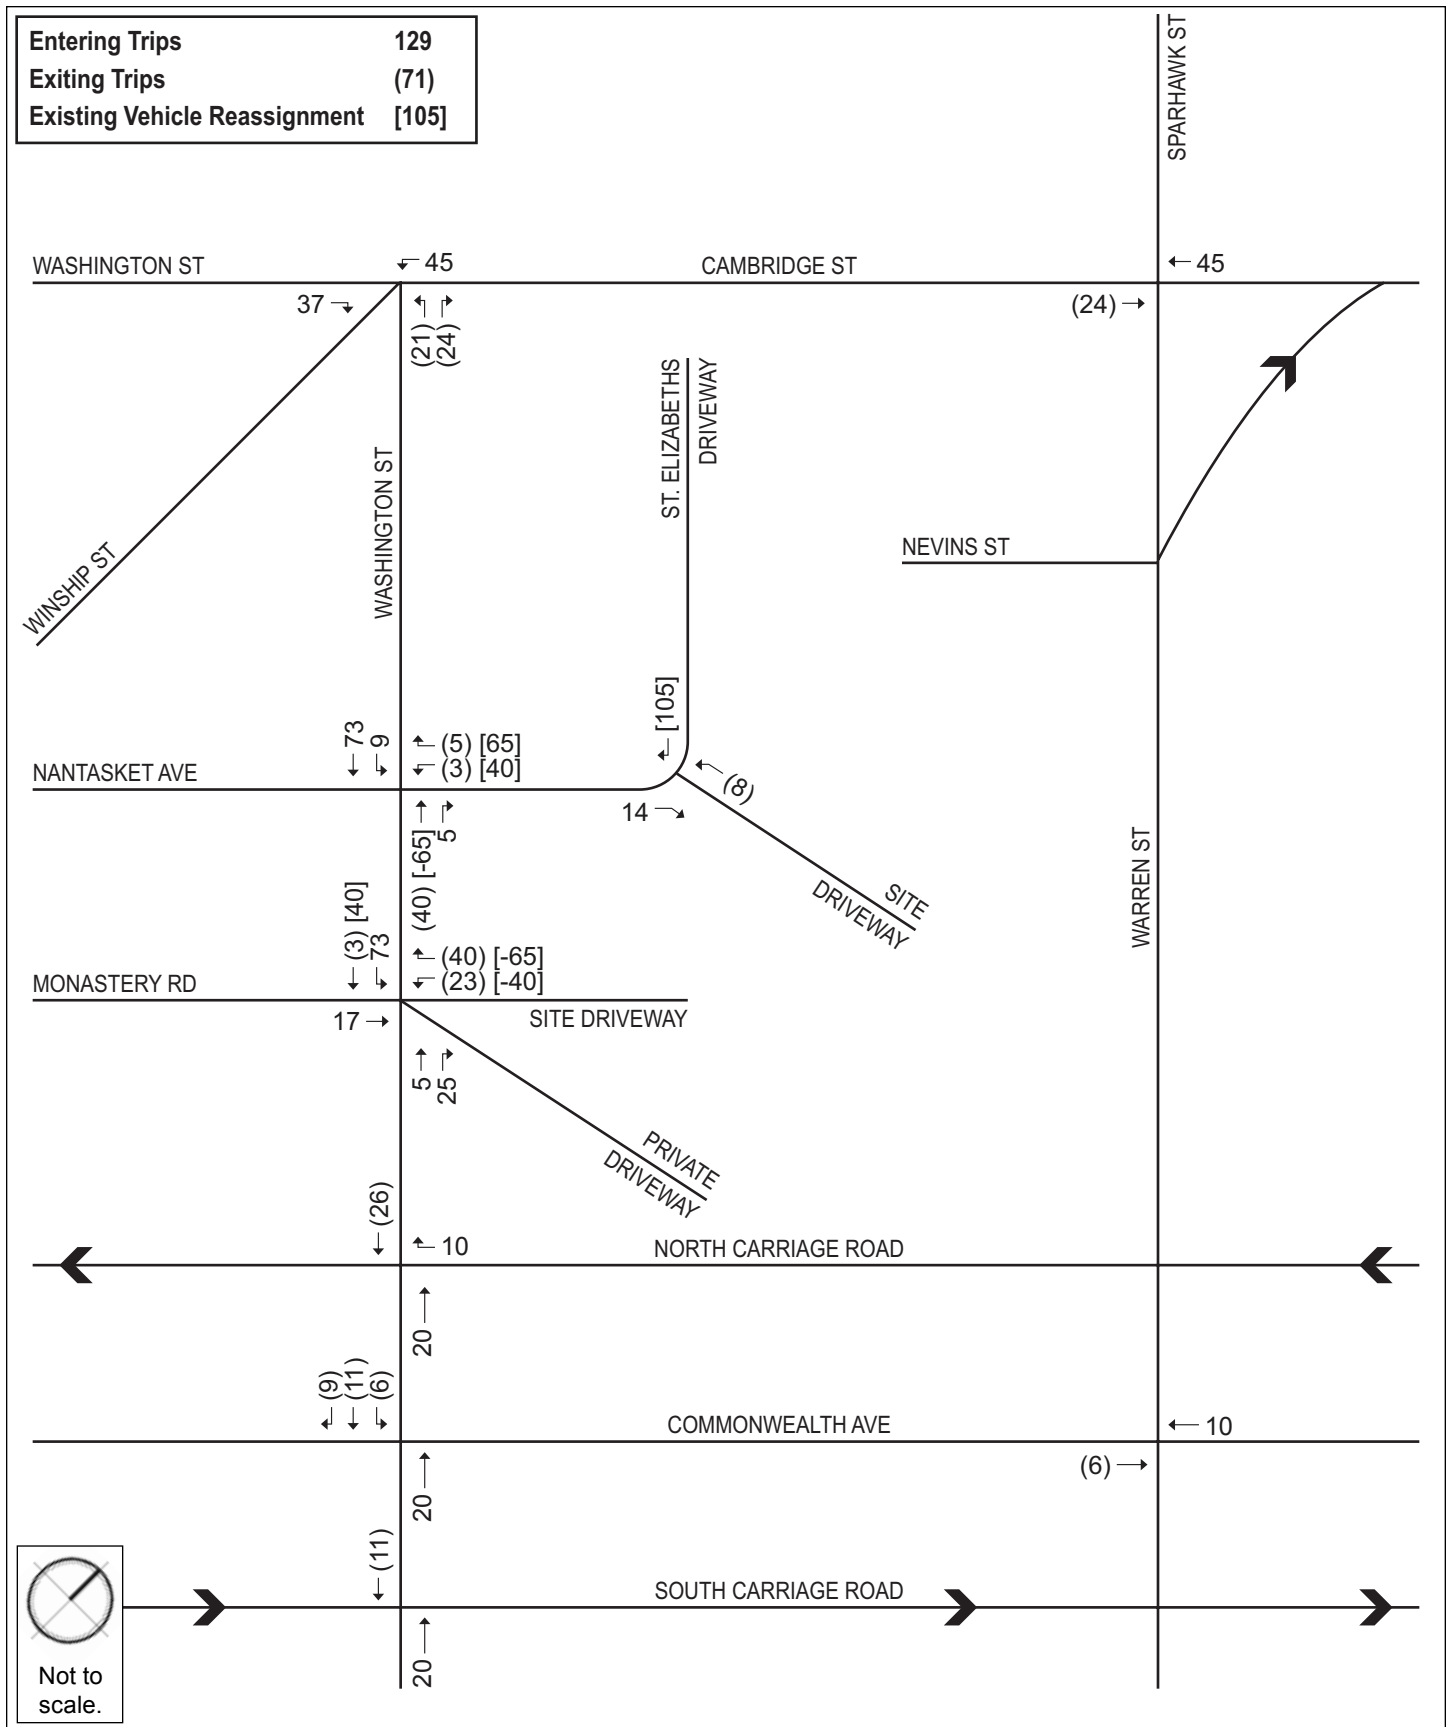 Entering Trips 129
Exiting Trips (71)
Existing Vehicle Reassignment [105]
SPARHAWK ST
WASHINGTON ST
45
CAMBRIDGE ST
45
37
(21)
(24)
(24)
ST. ELIZABETHS
DRIVEWAY
WASHINGTON ST
WINSHIP ST
NEVINS ST
[105]
73
9
(5) [65]
(3) [40]
NANTASKET AVE
14
(8)
(40) [-65]
5
SITE
DRIVEWAY
WARREN ST
(3) [40]
73
(40) [-65]
(23) [-40]
MONASTERY RD
17
SITE DRIVEWAY
5
25
PRIVATE
DRIVEWAY
(26)
10
NORTH CARRIAGE ROAD
20
(9)
(11)
(6)
COMMONWEALTH AVE
10
(6)
20
(11)
SOUTH CARRIAGE ROAD
20
Not to
scale.